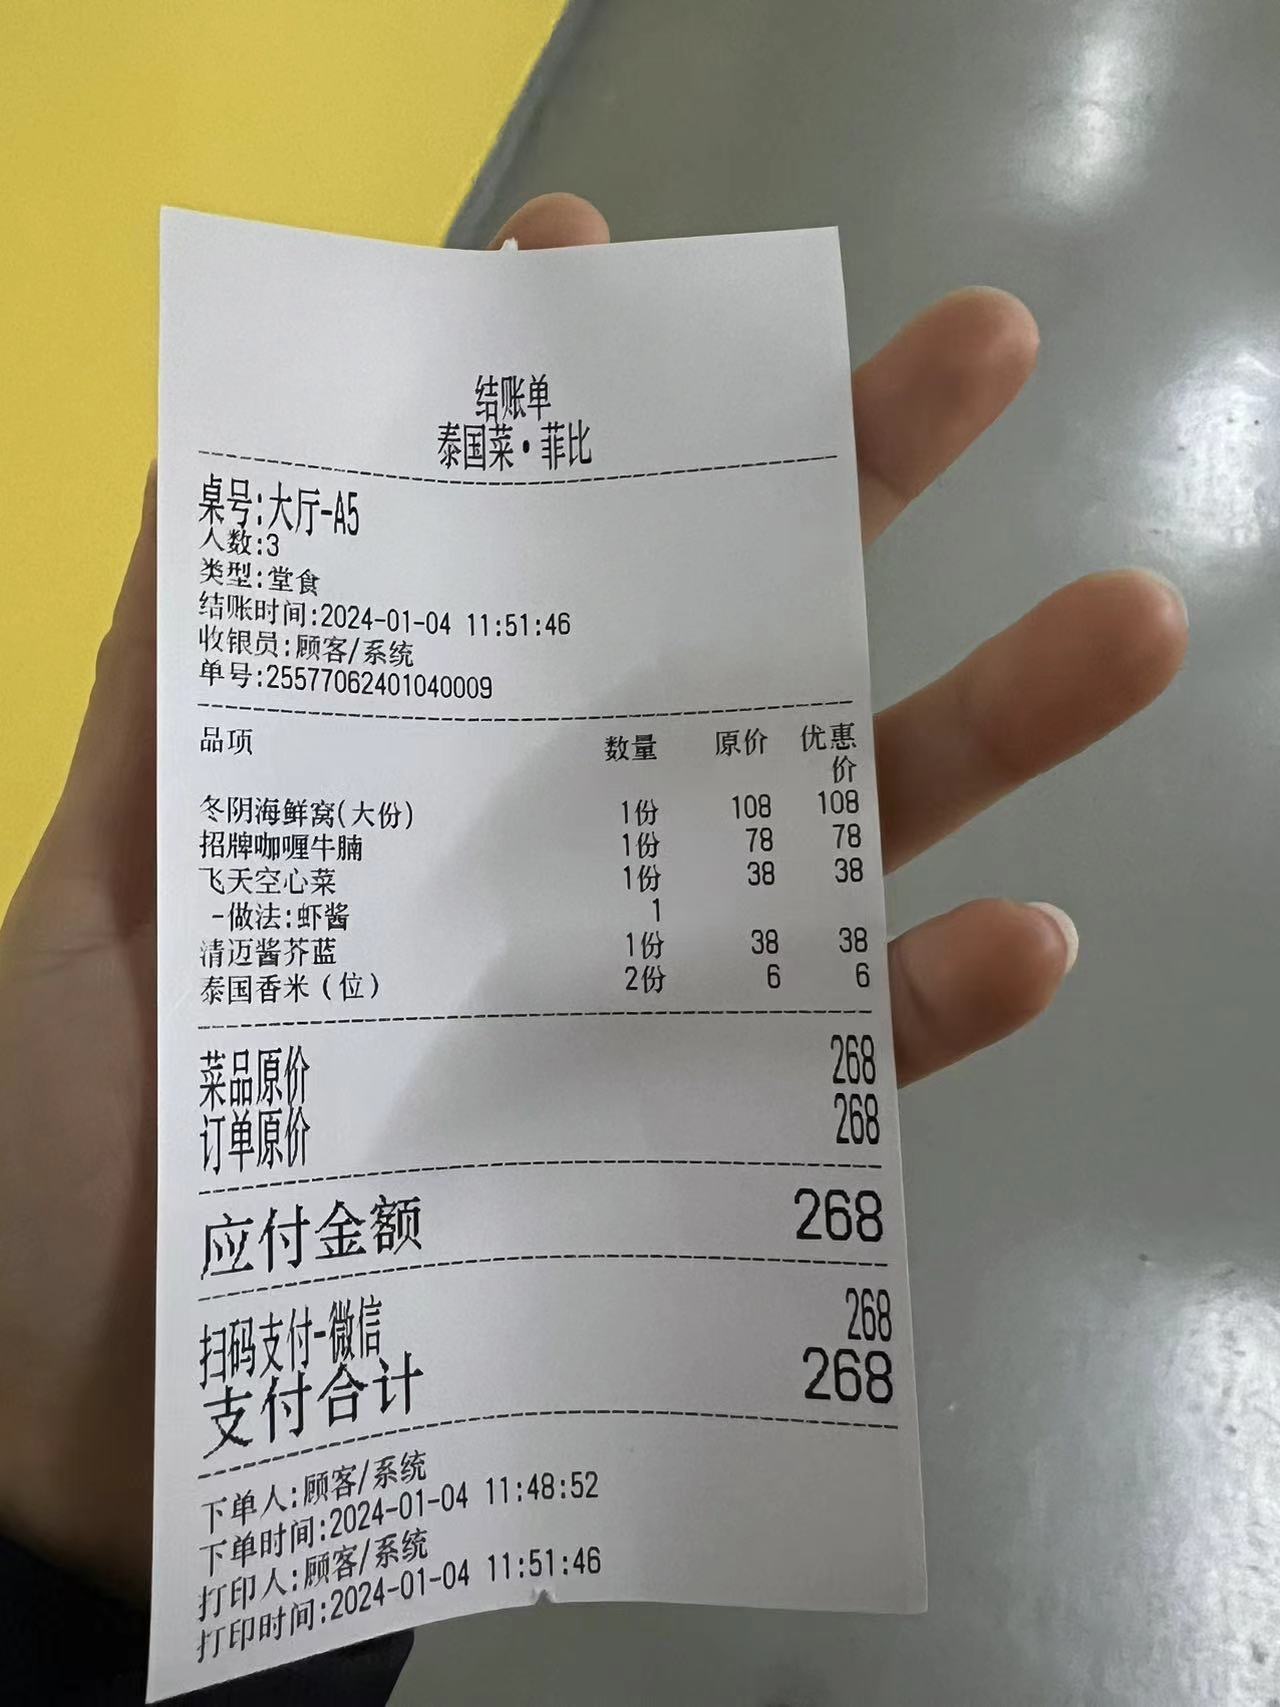 结账单
泰国菜•菲比
桌号:大厅-A5
人数:3
类型:堂食
结账时间:2024-01-04 11:51:46
收银员:顾客/系统
单号:25577062401040009
品项 数量 原价 优惠价
冬阴海鲜窝(大份) 1份 108 108
招牌咖喱牛腩 1份 78 78
飞天空心菜 1份 38 38
-做法:虾酱 1
清迈酱芥蓝 1份 38 38
泰国香米(位) 2份 6 6
菜品原价 268
订单原价 268
应付金额 268
扫码支付-微信 268
支付合计 268
下单人:顾客/系统
下单时间:2024-01-04 11:48:52
打印人:顾客/系统
打印时间:2024-01-04 11:51:46